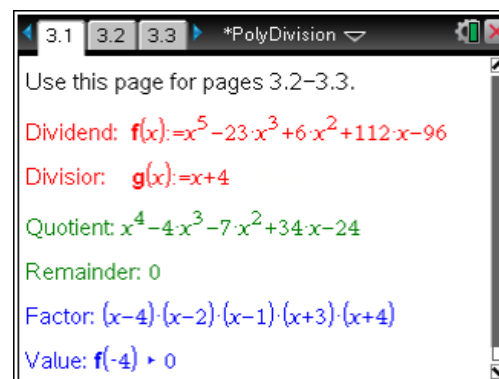 3.1 3.2 3.3 *PolyDivision
Use this page for pages 3.2–3.3.
Dividend: f(x):=x⁵−23·x³+6·x²+112·x−96
Divisior: g(x):=x+4
Quotient: x⁴−4·x³−7·x²+34·x−24
Remainder: 0
Factor: (x−4)·(x−2)·(x−1)·(x+3)·(x+4)
Value: f(-4) ▸ 0